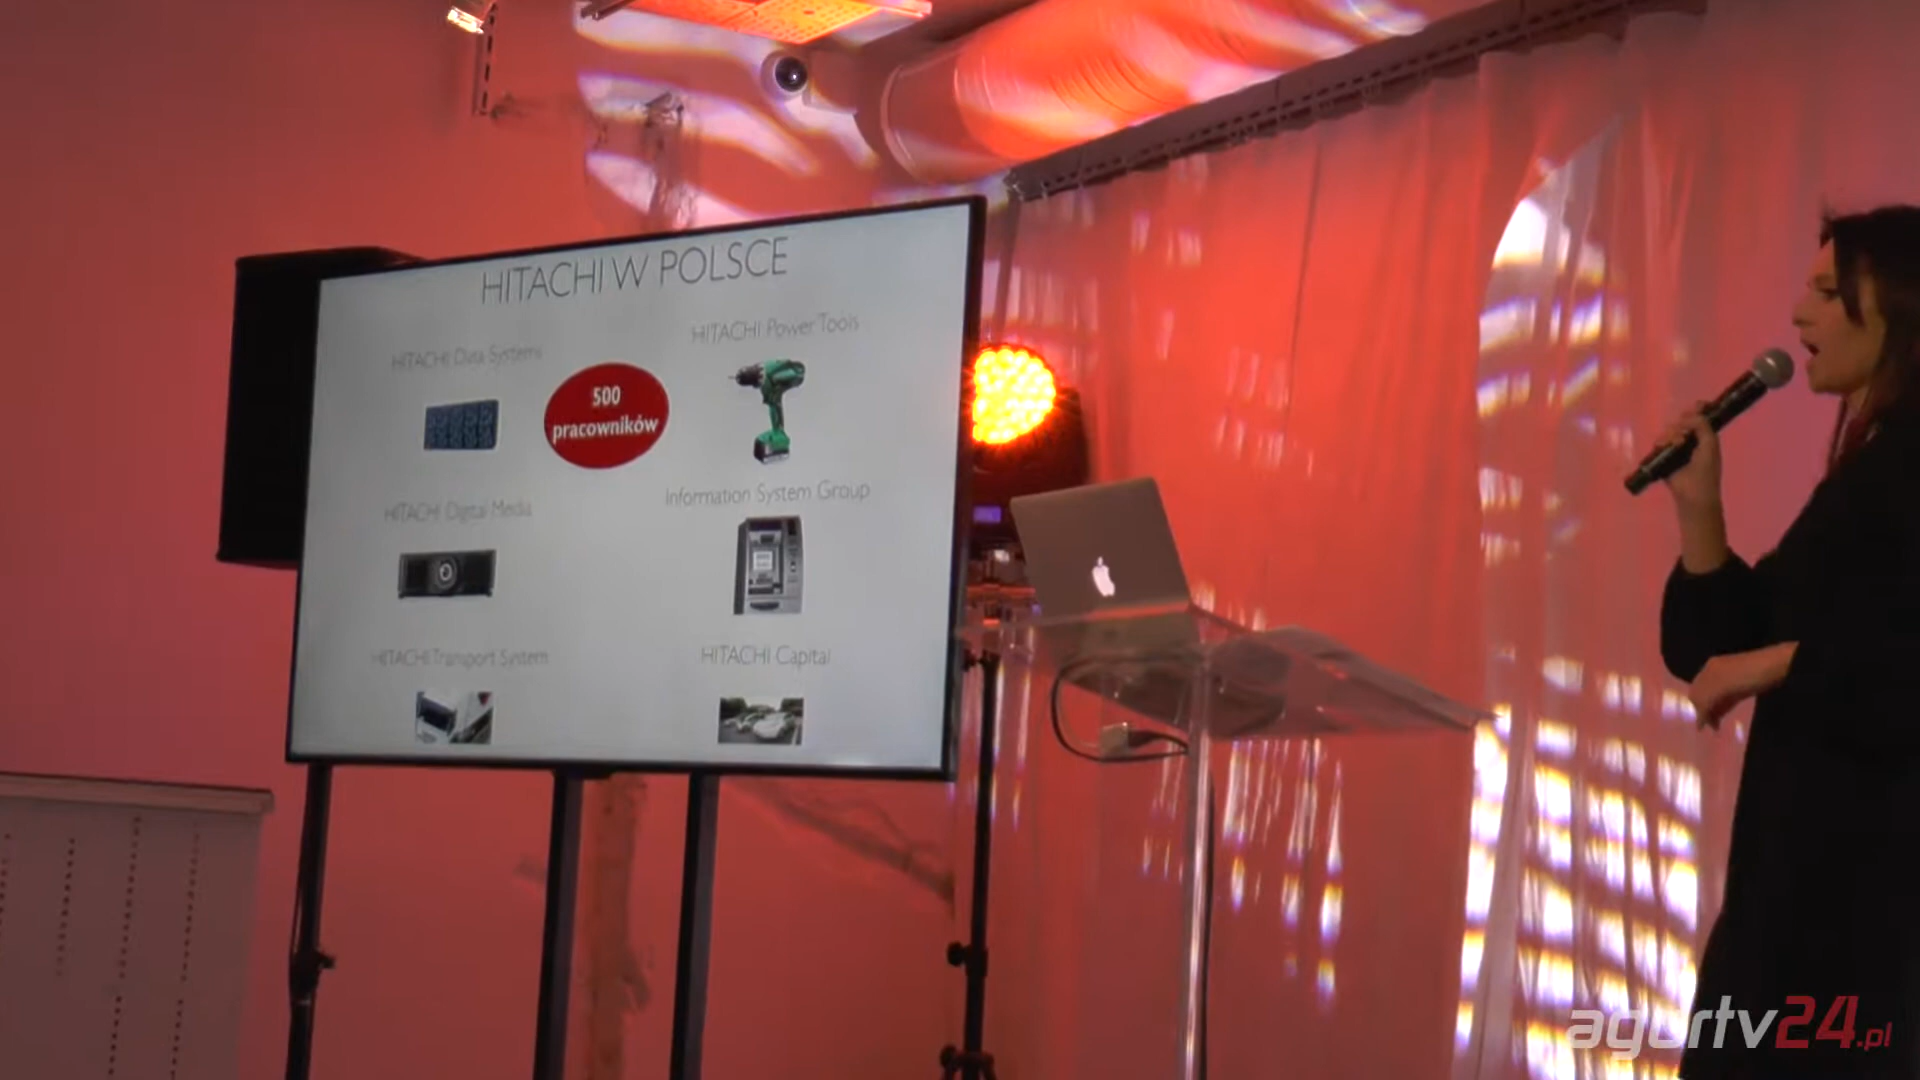 HITACHI W POLSCE
HITACHI Data Systems
HITACHI Power Tools
500
pracowników
HITACHI Digital Media
Information System Group
HITACHI Transport System
HITACHI Capital
agdrtv24.pl